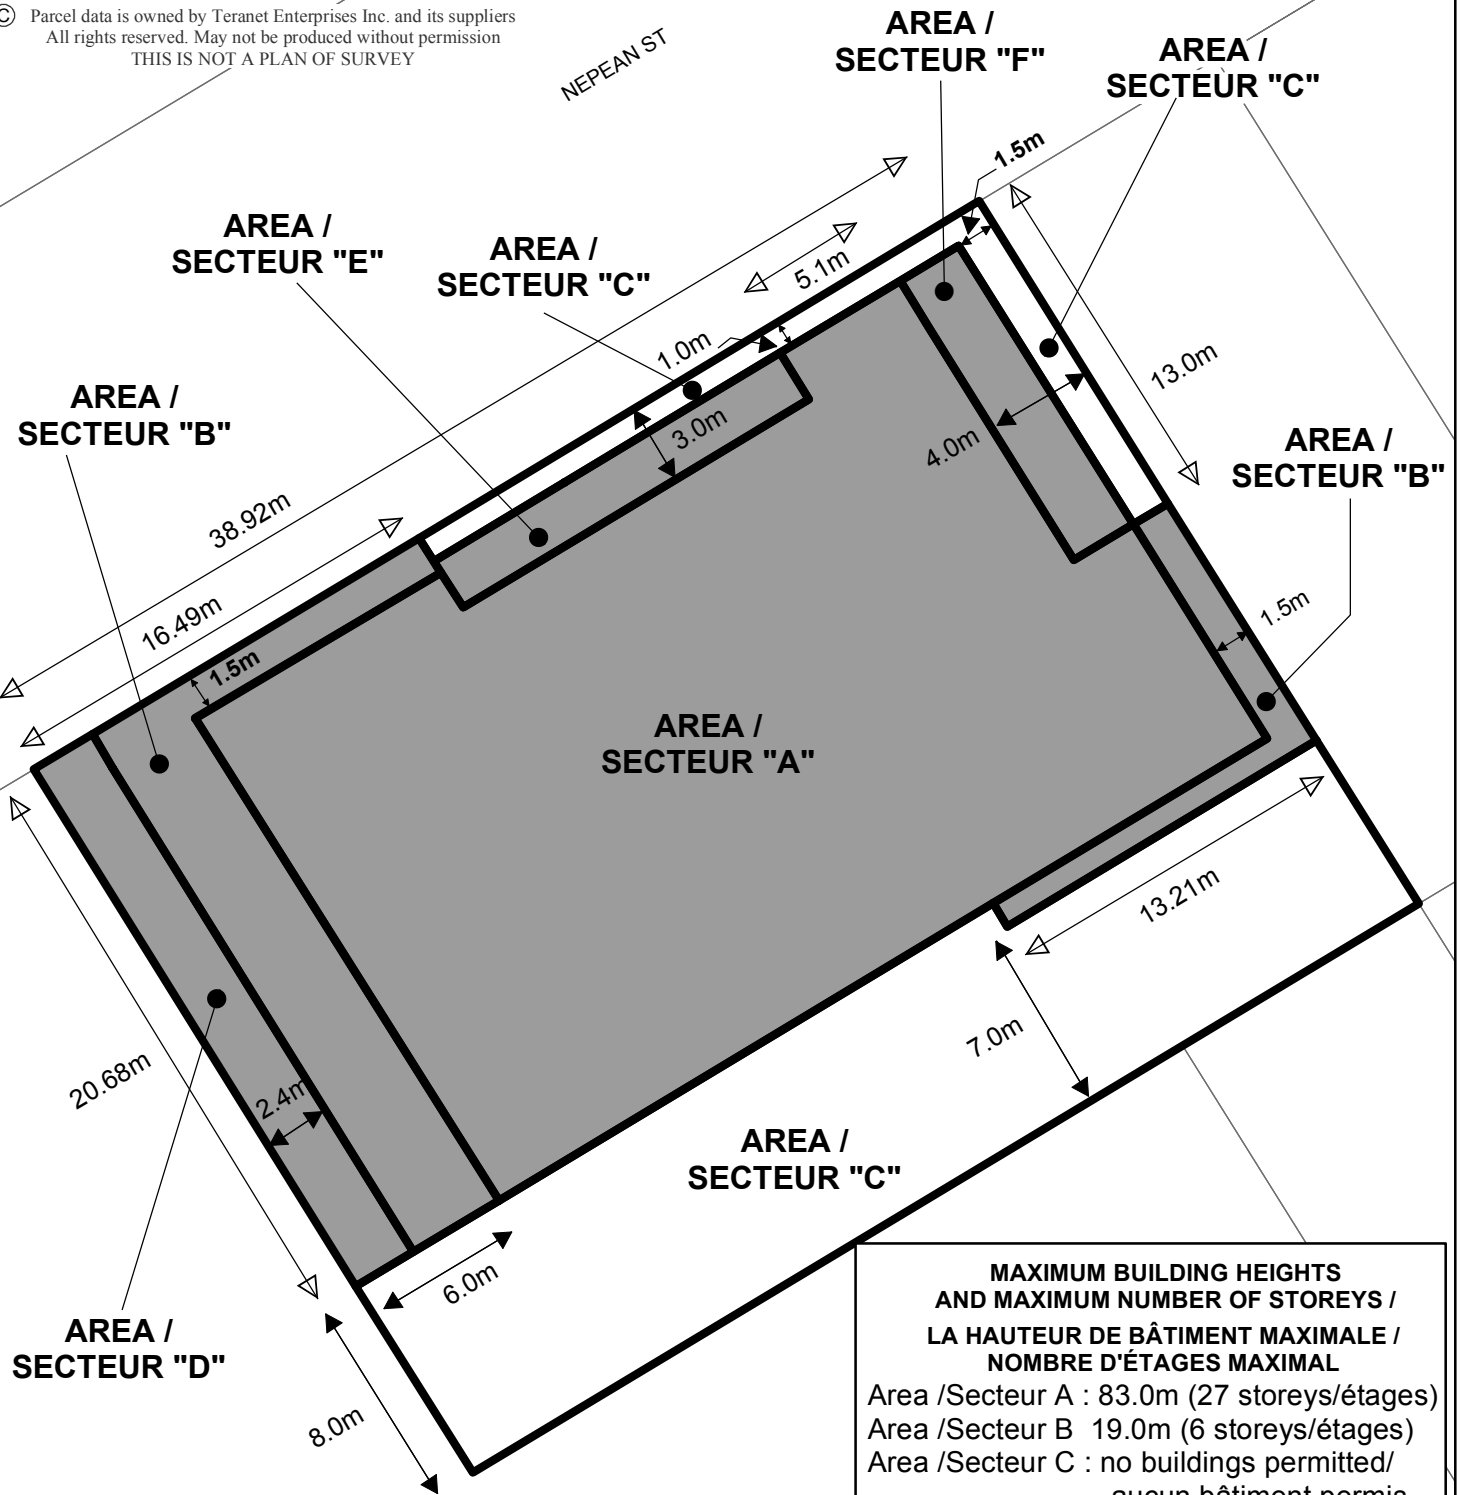 © Parcel data is owned by Teranet Enterprises Inc. and its suppliers
All rights reserved. May not be produced without permission
THIS IS NOT A PLAN OF SURVEY
NEPEAN ST
AREA /
SECTEUR "F"
AREA /
SECTEUR "C"
1.5m
AREA /
SECTEUR "E"
AREA /
SECTEUR "C"
5.1m
1.0m
13.0m
AREA /
SECTEUR "B"
3.0m
4.0m
AREA /
SECTEUR "B"
38.92m
16.49m
1.5m
1.5m
AREA /
SECTEUR "A"
13.21m
7.0m
20.68m
2.4m
AREA /
SECTEUR "C"
6.0m
AREA /
SECTEUR "D"
8.0m
MAXIMUM BUILDING HEIGHTS
AND MAXIMUM NUMBER OF STOREYS /
LA HAUTEUR DE BÂTIMENT MAXIMALE /
NOMBRE D'ÉTAGES MAXIMAL
Area /Secteur A : 83.0m (27 storeys/étages)
Area /Secteur B 19.0m (6 storeys/étages)
Area /Secteur C : no buildings permitted/
aucun bâtiment permis